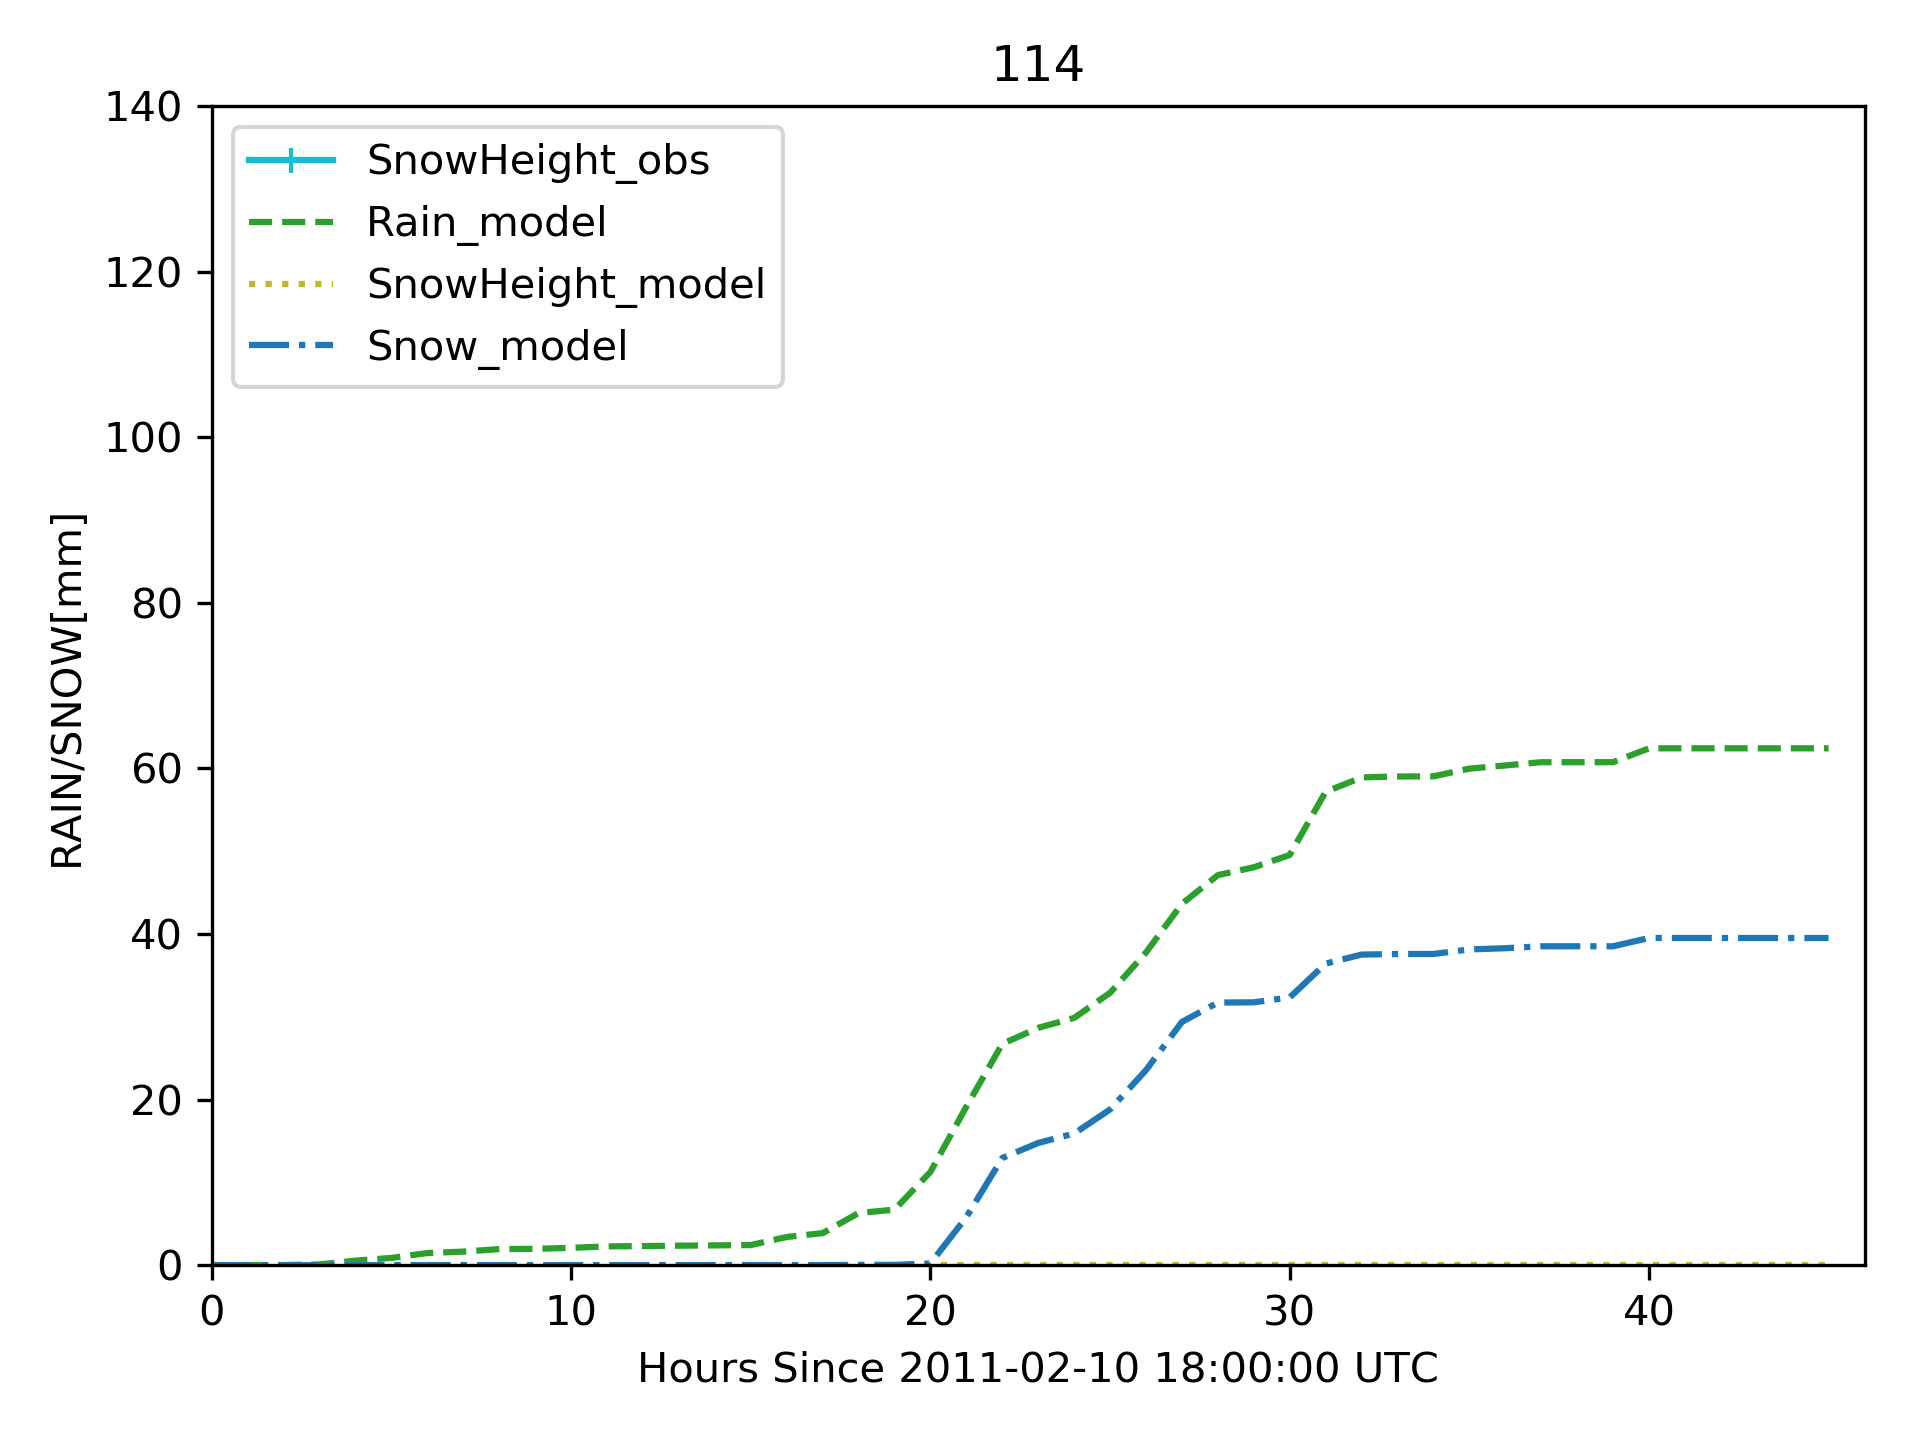 114
140
120
100
80
60
40
20
0
RAIN/SNOW[mm]
SnowHeight_obs
Rain_model
SnowHeight_model
Snow_model
0 10 20 30 40
Hours Since 2011-02-10 18:00:00 UTC